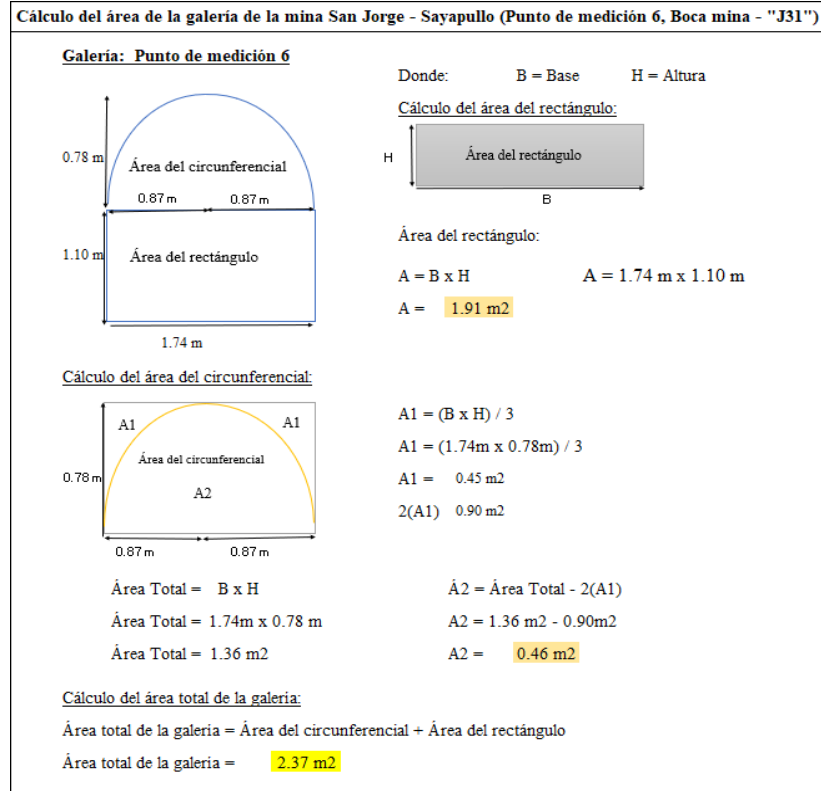 Cálculo del área de la galería de la mina San Jorge - Sayapullo (Punto de medición 6, Boca mina - "J31")
Galería: Punto de medición 6
Donde: B = Base H = Altura
Cálculo del área del rectángulo:
0.78 m
Área del circunferencial
0.87 m 0.87 m
1.10 m
Área del rectángulo
1.74 m
H
Área del rectángulo
B
Área del rectángulo:
A = B x H A = 1.74 m x 1.10 m
A = 1.91 m2
Cálculo del área del circunferencial:
A1 A1
Área del circunferencial
0.78 m
A2
0.87 m 0.87 m
A1 = (B x H) / 3
A1 = (1.74m x 0.78m) / 3
A1 = 0.45 m2
2(A1) 0.90 m2
Área Total = B x H
Área Total = 1.74m x 0.78 m
Área Total = 1.36 m2
Á2 = Área Total - 2(A1)
A2 = 1.36 m2 - 0.90m2
A2 = 0.46 m2
Cálculo del área total de la galería:
Área total de la galería = Área del circunferencial + Área del rectángulo
Área total de la galería = 2.37 m2